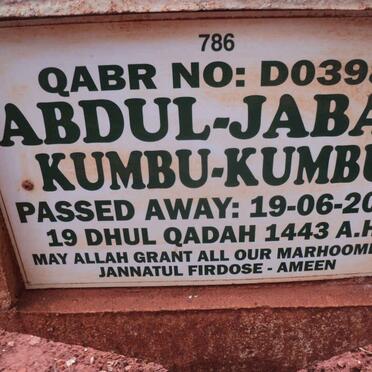 786
QABR NO: D039
ABDUL-JABA
KUMBU-KUMBU
PASSED AWAY: 19-06-20
19 DHUL QADAH 1443 A.H
MAY ALLAH GRANT ALL OUR MARHOOME
JANNATUL FIRDOSE - AMEEN